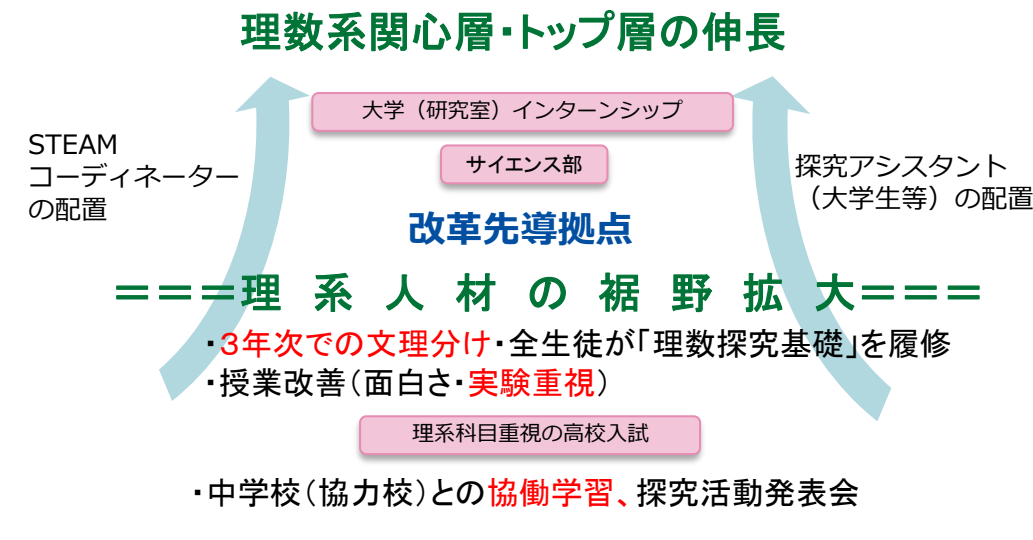 理数系関心層・トップ層の伸長
大学（研究室）インターンシップ
サイエンス部
STEAM
コーディネーター
の配置
探究アシスタント
（大学生等）の配置
改革先導拠点
＝＝＝理系人材の裾野拡大＝＝＝
・3年次での文理分け・全生徒が「理数探究基礎」を履修
・授業改善（面白さ・実験重視）
理系科目重視の高校入試
・中学校（協力校）との協働学習、探究活動発表会